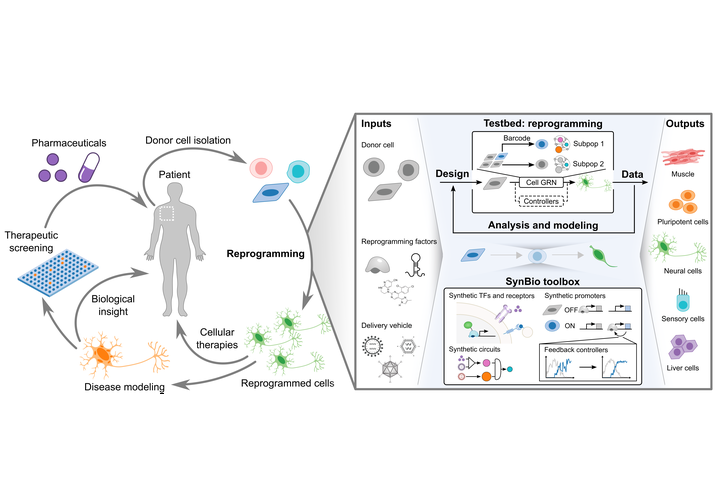 Pharmaceuticals
Donor cell isolation
Patient
Therapeutic
screening
Biological
insight
Disease modeling
Cellular
therapies
Reprogrammed cells
Reprogramming
Inputs
Donor cell
Reprogramming factors
Delivery vehicle
Testbed: reprogramming
Barcode
Subpop 1
Subpop 2
Design
Cell GRN
Controllers
Data
Analysis and modeling
SynBio toolbox
Synthetic TFs and receptors
Synthetic promoters
OFF
ON
Synthetic circuits
Feedback controllers
Outputs
Muscle
Pluripotent cells
Neural cells
Sensory cells
Liver cells